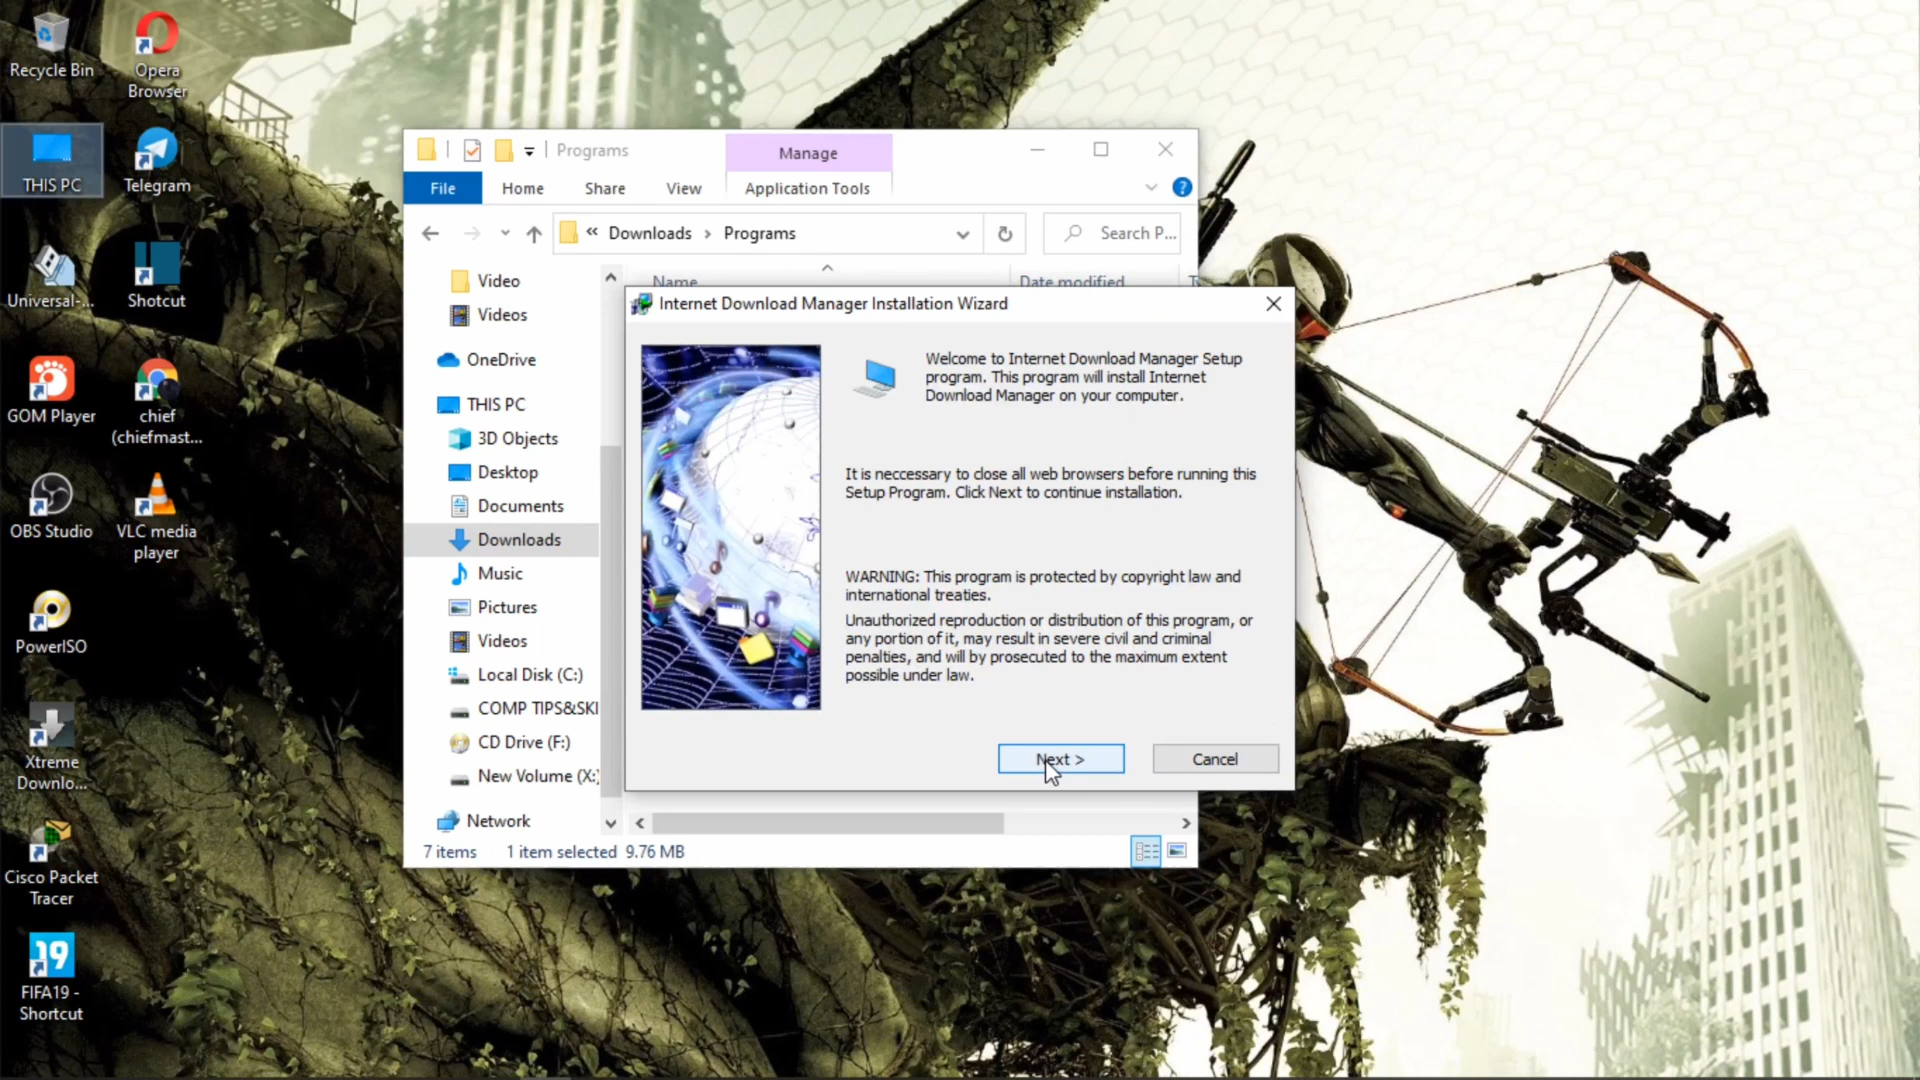 Recycle Bin
Opera
Browser
THIS PC
Telegram
Universal-...
Shotcut
GOM Player
chief
(chiefmast...
OBS Studio
VLC media
player
PowerISO
Xtreme
Downlo...
Cisco Packet
Tracer
19
FIFA19 -
Shortcut
Programs
Manage
File
Home
Share
View
Application Tools
?
« Downloads › Programs
Search P...
Name
Date modified
T
Video
Videos
OneDrive
THIS PC
3D Objects
Desktop
Documents
Downloads
Music
Pictures
Videos
Local Disk (C:)
COMP TIPS&SKI
CD Drive (F:)
New Volume (X:)
Network
7 items
1 item selected 9.76 MB
Internet Download Manager Installation Wizard
Welcome to Internet Download Manager Setup
program. This program will install Internet
Download Manager on your computer.
It is neccessary to close all web browsers before running this
Setup Program. Click Next to continue installation.
WARNING: This program is protected by copyright law and
international treaties.
Unauthorized reproduction or distribution of this program, or
any portion of it, may result in severe civil and criminal
penalties, and will by prosecuted to the maximum extent
possible under law.
Next >
Cancel